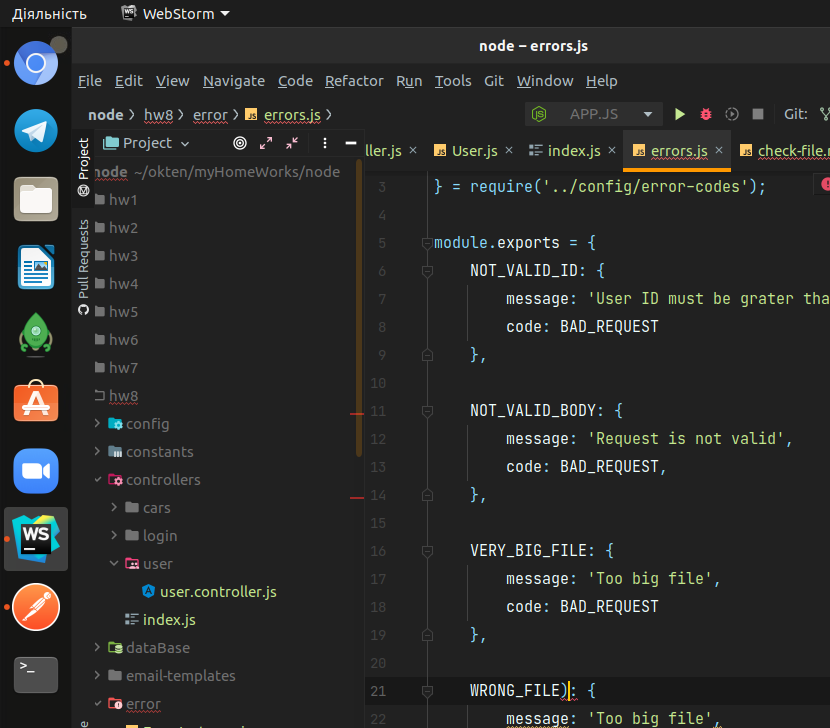 Діяльність WebStorm
node – errors.js
File Edit View Navigate Code Refactor Run Tools Git Window Help
node hw8 error errors.js APP.JS Git:
Project
ller.js × User.js × index.js × errors.js × check-file.
Project
Pull Requests
node ~/okten/myHomeWorks/node
hw1
hw2
hw3
hw4
hw5
hw6
hw7
hw8
config
constants
controllers
cars
login
user
user.controller.js
index.js
dataBase
email-templates
error
3 } = require('../config/error-codes');
4
5 module.exports = {
6 NOT_VALID_ID: {
7 message: 'User ID must be grater tha
8 code: BAD_REQUEST
9 },
10
11 NOT_VALID_BODY: {
12 message: 'Request is not valid',
13 code: BAD_REQUEST,
14 },
15
16 VERY_BIG_FILE: {
17 message: 'Too big file',
18 code: BAD_REQUEST
19 },
20
21 WRONG_FILE): {
22 message: 'Too big file',
WS
>_